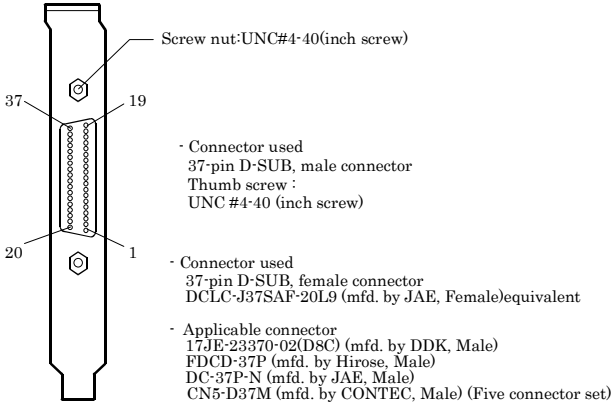 Screw nut:UNC#4-40(inch screw)
37
19
- Connector used
37-pin D-SUB, male connector
Thumb screw :
UNC #4-40 (inch screw)
20
1
- Connector used
37-pin D-SUB, female connector
DCLC-J37SAF-20L9 (mfd. by JAE, Female)equivalent
- Applicable connector
17JE-23370-02(D8C) (mfd. by DDK, Male)
FDCD-37P (mfd. by Hirose, Male)
DC-37P-N (mfd. by JAE, Male)
CN5-D37M (mfd. by CONTEC, Male) (Five connector set)